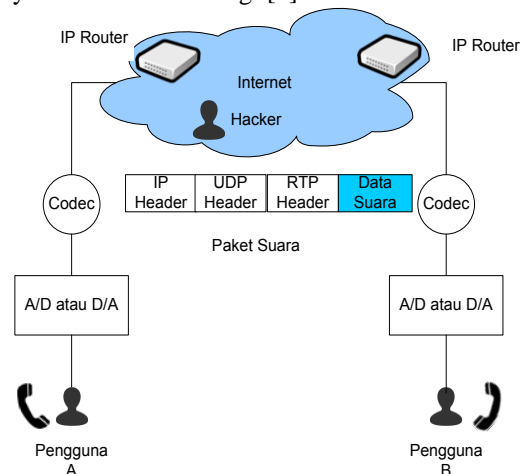 IP Router
IP Router
Internet
Hacker
IP Header
UDP Header
RTP Header
Data Suara
Codec
Codec
Paket Suara
A/D atau D/A
A/D atau D/A
Pengguna
A
Pengguna
B